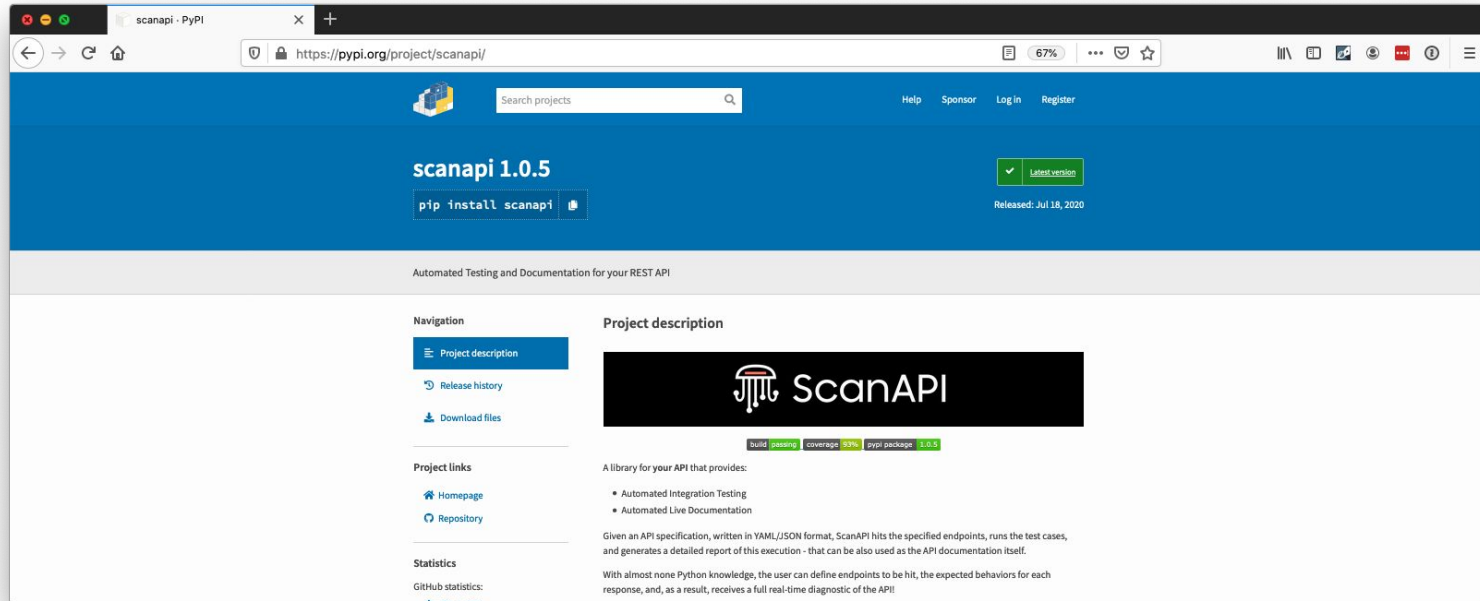 scanapi · PyPI
https://pypi.org/project/scanapi/
67%
Search projects
Help Sponsor Log in Register
scanapi 1.0.5
Latest version
pip install scanapi
Released: Jul 18, 2020
Automated Testing and Documentation for your REST API
Navigation
Project description
Release history
Download files
Project links
Homepage
Repository
Statistics
GitHub statistics:
Project description
ScanAPI
build passing coverage 93% pypi package 1.0.5
A library for your API that provides:
Automated Integration Testing
Automated Live Documentation
Given an API specification, written in YAML/JSON format, ScanAPI hits the specified endpoints, runs the test cases,
and generates a detailed report of this execution - that can be also used as the API documentation itself.
With almost none Python knowledge, the user can define endpoints to be hit, the expected behaviors for each
response, and, as a result, receives a full real-time diagnostic of the API!